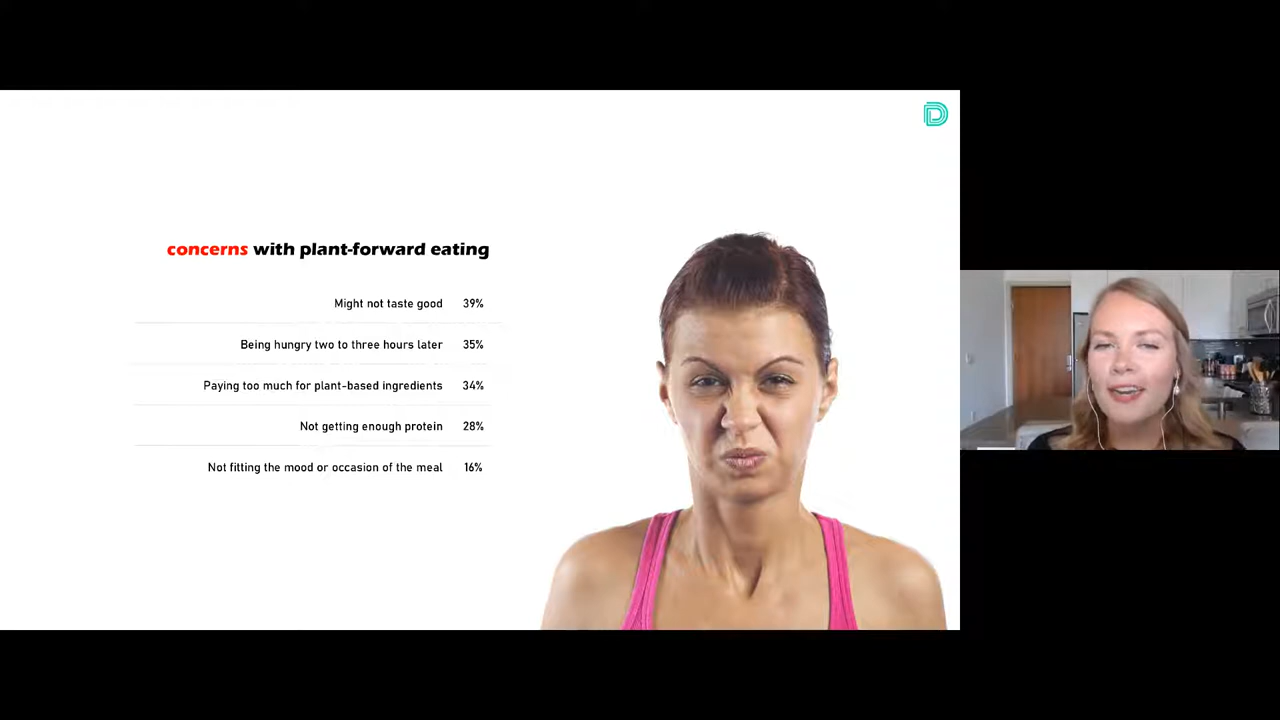 concerns with plant-forward eating
Might not taste good 39%
Being hungry two to three hours later 35%
Paying too much for plant-based ingredients 34%
Not getting enough protein 28%
Not fitting the mood or occasion of the meal 16%